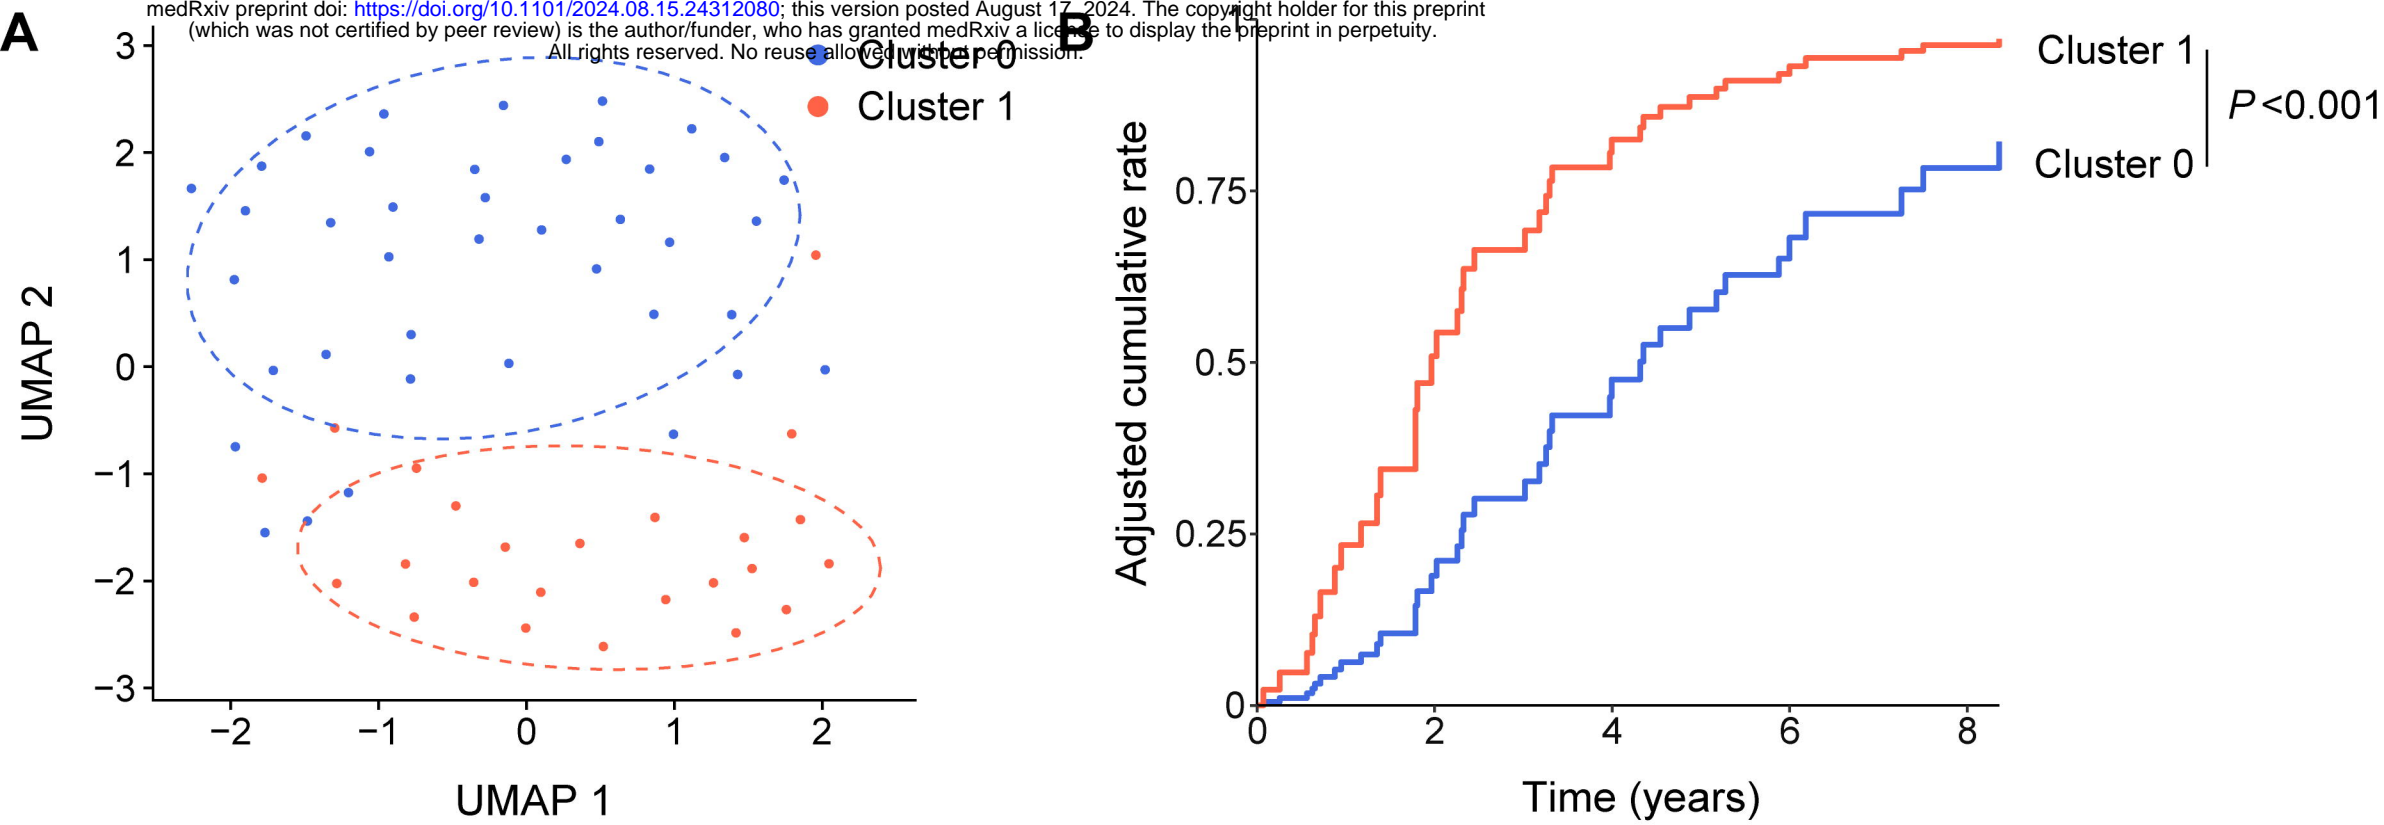 medRxiv preprint doi: https://doi.org/10.1101/2024.08.15.24312080; this version posted August 17, 2024. The copyright holder for this preprint
(which was not certified by peer review) is the author/funder, who has granted medRxiv a license to display the preprint in perpetuity.
All rights reserved. No reuse allowed without permission.
A
Cluster 0
Cluster 1
3
2
1
0
−1
−2
−3
UMAP 2
−2 −1 0 1 2
UMAP 1
B
Cluster 1
P<0.001
Cluster 0
1
0.75
0.5
0.25
0
Adjusted cumulative rate
0 2 4 6 8
Time (years)